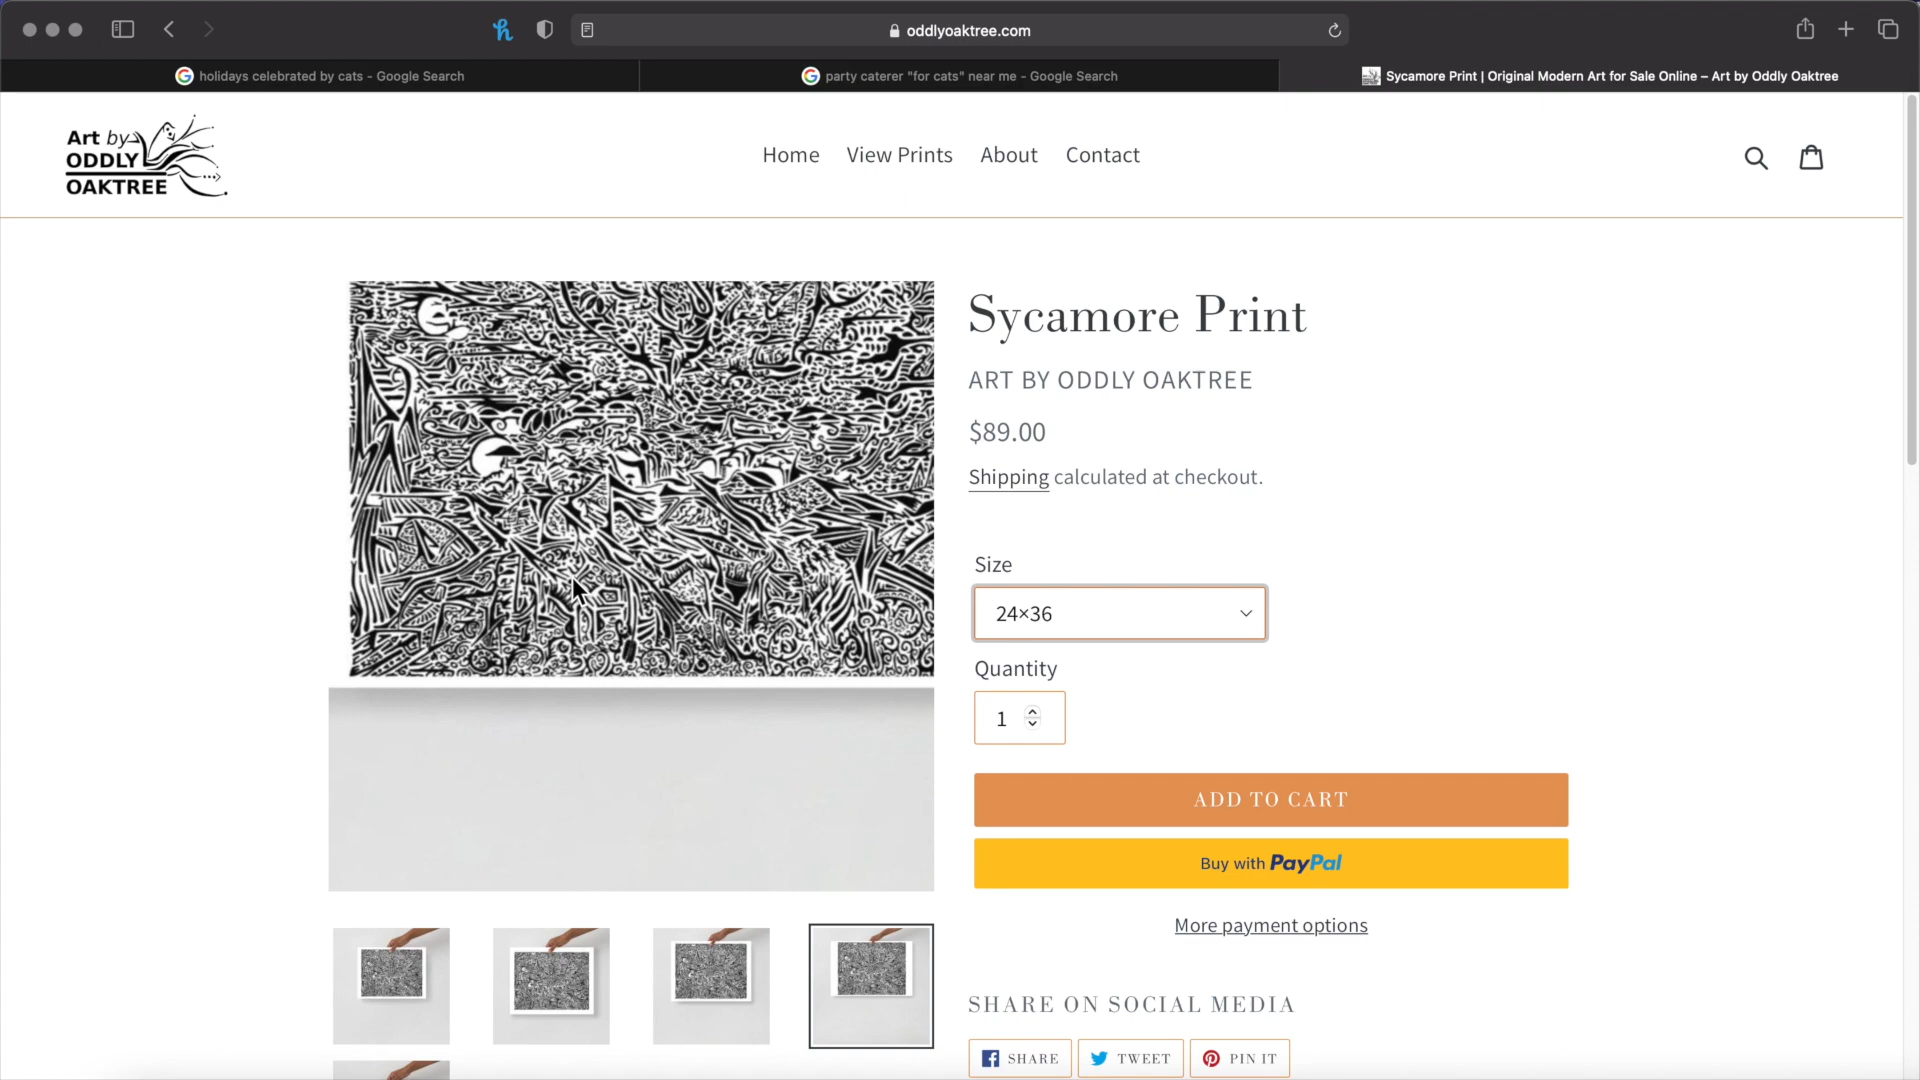 oddlyoaktree.com
holidays celebrated by cats - Google Search
party caterer "for cats" near me - Google Search
Sycamore Print | Original Modern Art for Sale Online – Art by Oddly Oaktree
Art by
ODDLY
OAKTREE
Home View Prints About Contact
Sycamore Print
ART BY ODDLY OAKTREE
$89.00
Shipping calculated at checkout.
Size
24×36
Quantity
1
ADD TO CART
Buy with PayPal
More payment options
SHARE ON SOCIAL MEDIA
SHARE TWEET PIN IT